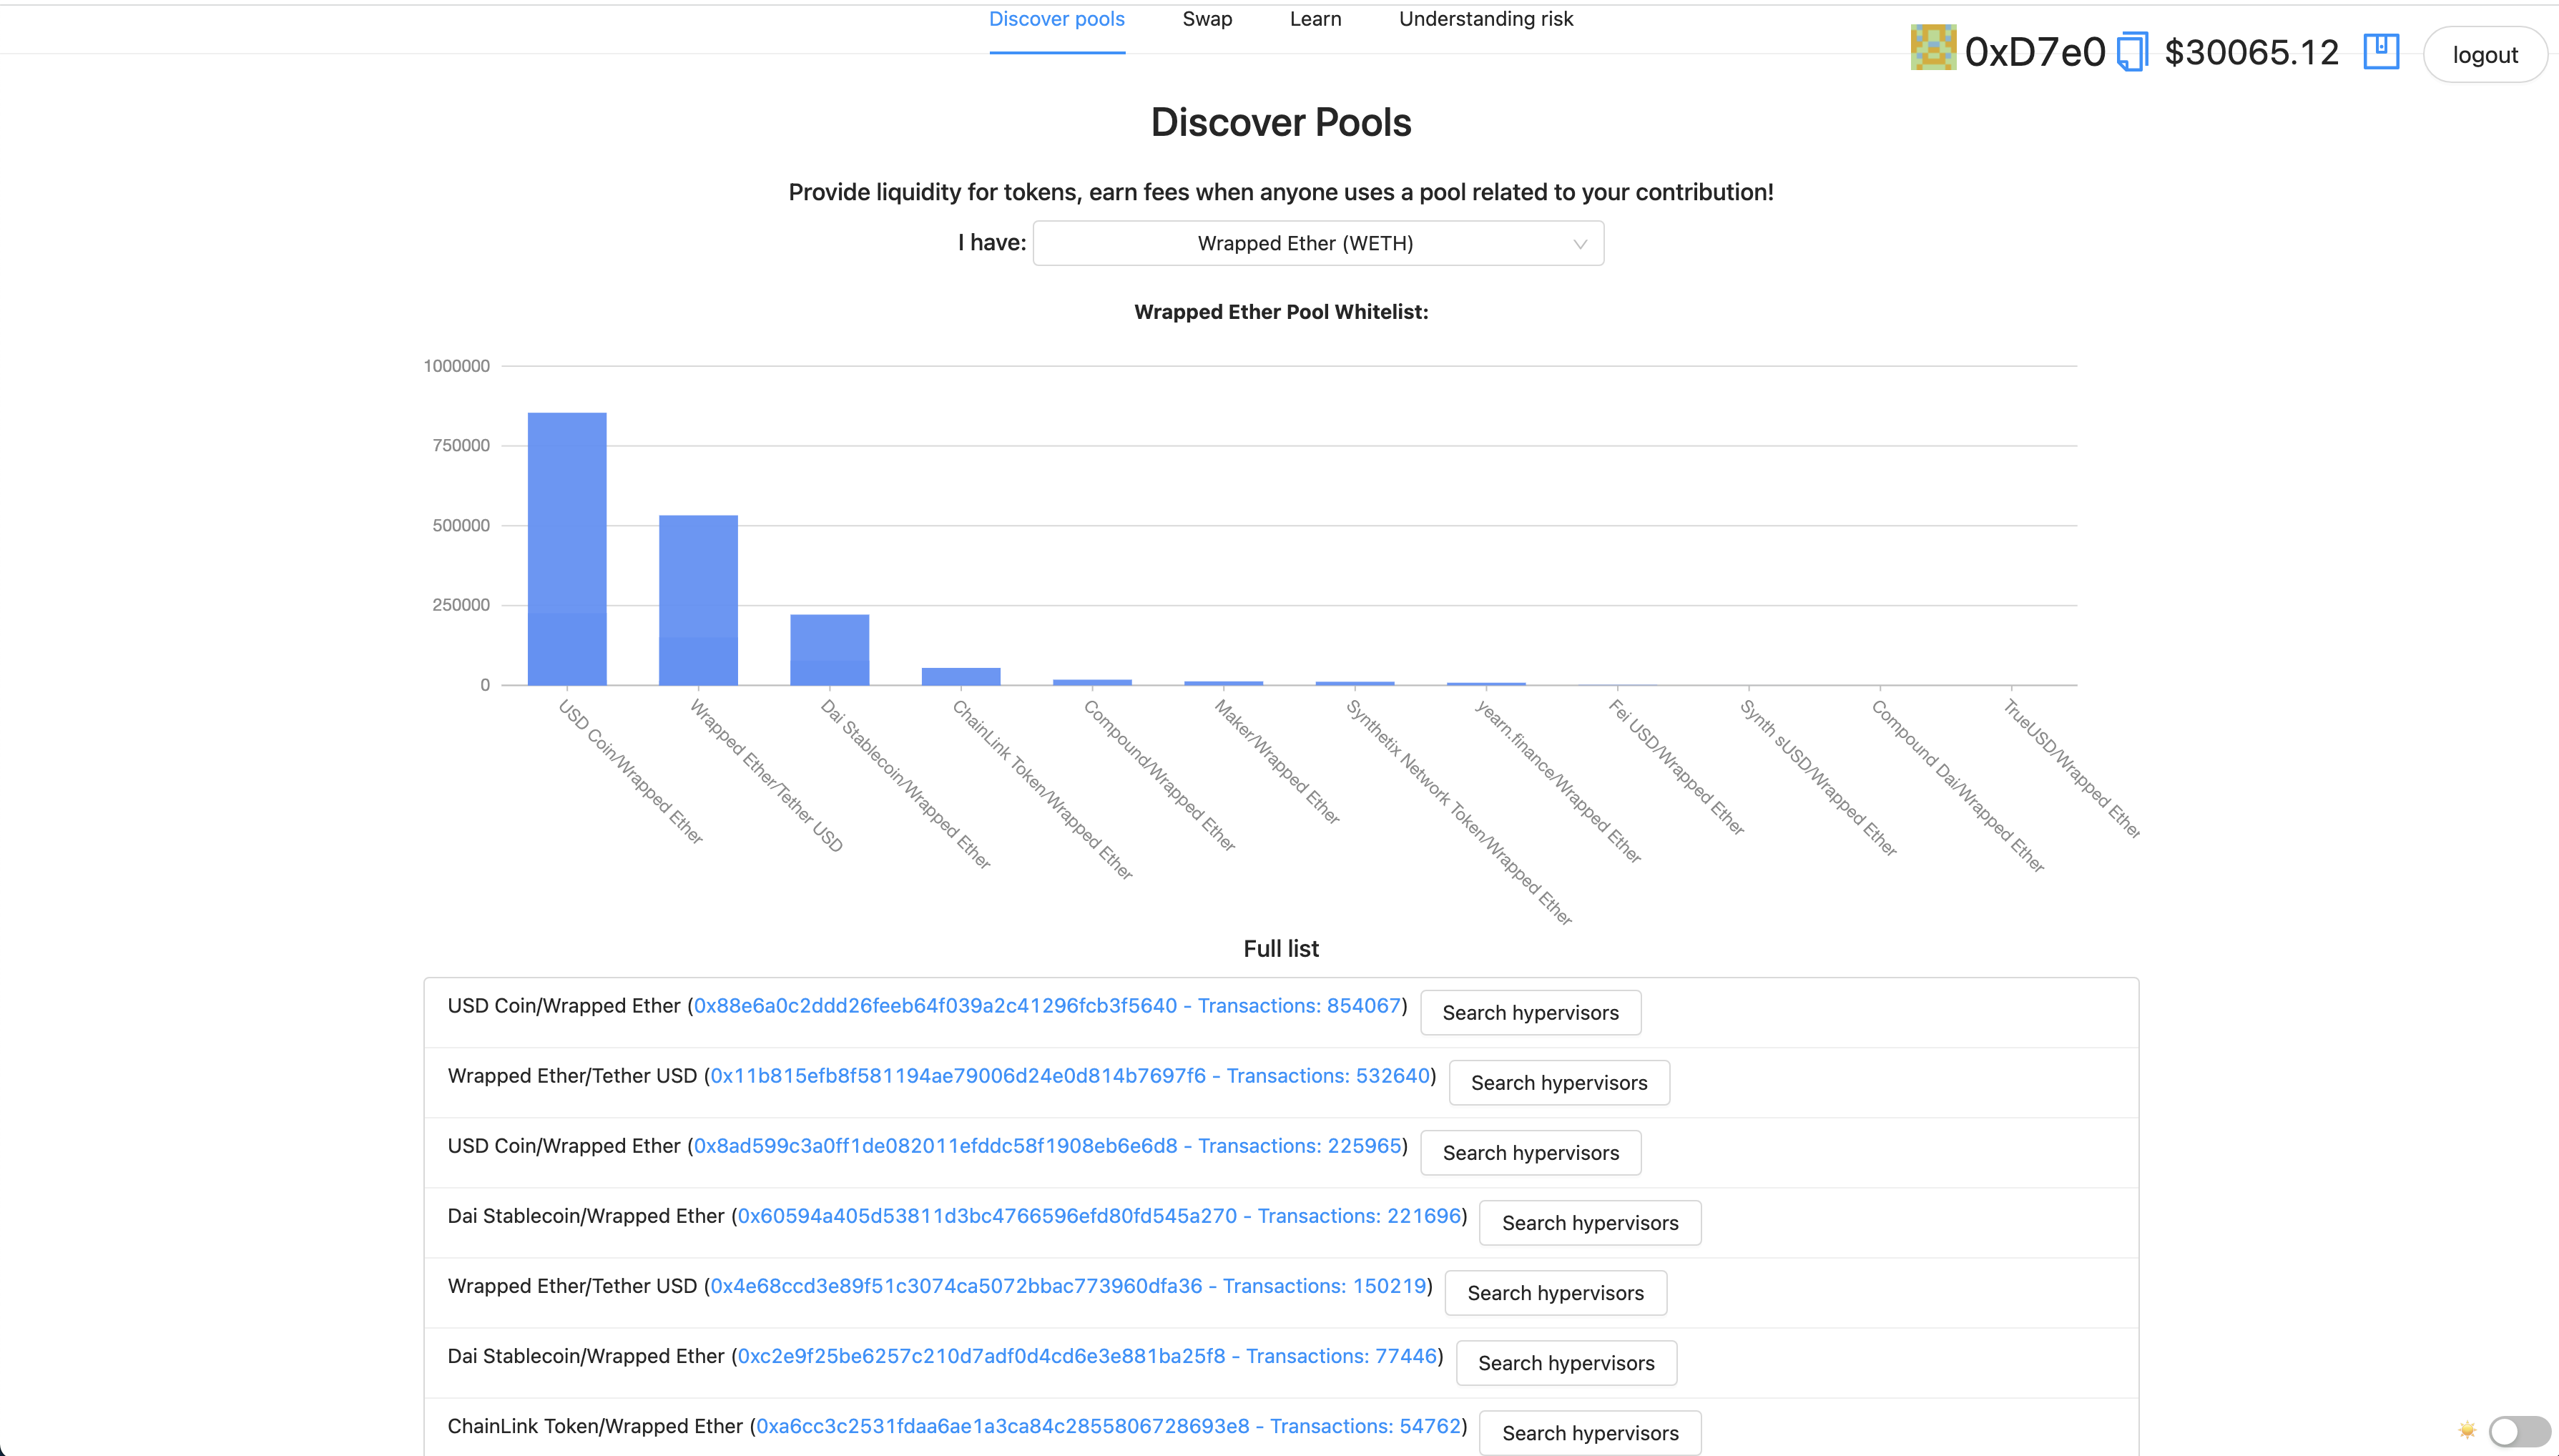 Discover pools Swap Learn Understanding risk
0xD7e0 $30065.12 logout
Discover Pools
Provide liquidity for tokens, earn fees when anyone uses a pool related to your contribution!
I have: Wrapped Ether (WETH)
Wrapped Ether Pool Whitelist:
1000000
750000
500000
250000
0
USD Coin/Wrapped Ether
Wrapped Ether/Tether USD
Dai Stablecoin/Wrapped Ether
ChainLink Token/Wrapped Ether
Compound/Wrapped Ether
Maker/Wrapped Ether
Synthetix Network Token/Wrapped Ether
yearn.finance/Wrapped Ether
Fei USD/Wrapped Ether
Synth sUSD/Wrapped Ether
Compound Dai/Wrapped Ether
TrueUSD/Wrapped Ether
Full list
USD Coin/Wrapped Ether (0x88e6a0c2ddd26feeb64f039a2c41296fcb3f5640 - Transactions: 854067) Search hypervisors
Wrapped Ether/Tether USD (0x11b815efb8f581194ae79006d24e0d814b7697f6 - Transactions: 532640) Search hypervisors
USD Coin/Wrapped Ether (0x8ad599c3a0ff1de082011efddc58f1908eb6e6d8 - Transactions: 225965) Search hypervisors
Dai Stablecoin/Wrapped Ether (0x60594a405d53811d3bc4766596efd80fd545a270 - Transactions: 221696) Search hypervisors
Wrapped Ether/Tether USD (0x4e68ccd3e89f51c3074ca5072bbac773960dfa36 - Transactions: 150219) Search hypervisors
Dai Stablecoin/Wrapped Ether (0xc2e9f25be6257c210d7adf0d4cd6e3e881ba25f8 - Transactions: 77446) Search hypervisors
ChainLink Token/Wrapped Ether (0xa6cc3c2531fdaa6ae1a3ca84c2855806728693e8 - Transactions: 54762) Search hypervisors